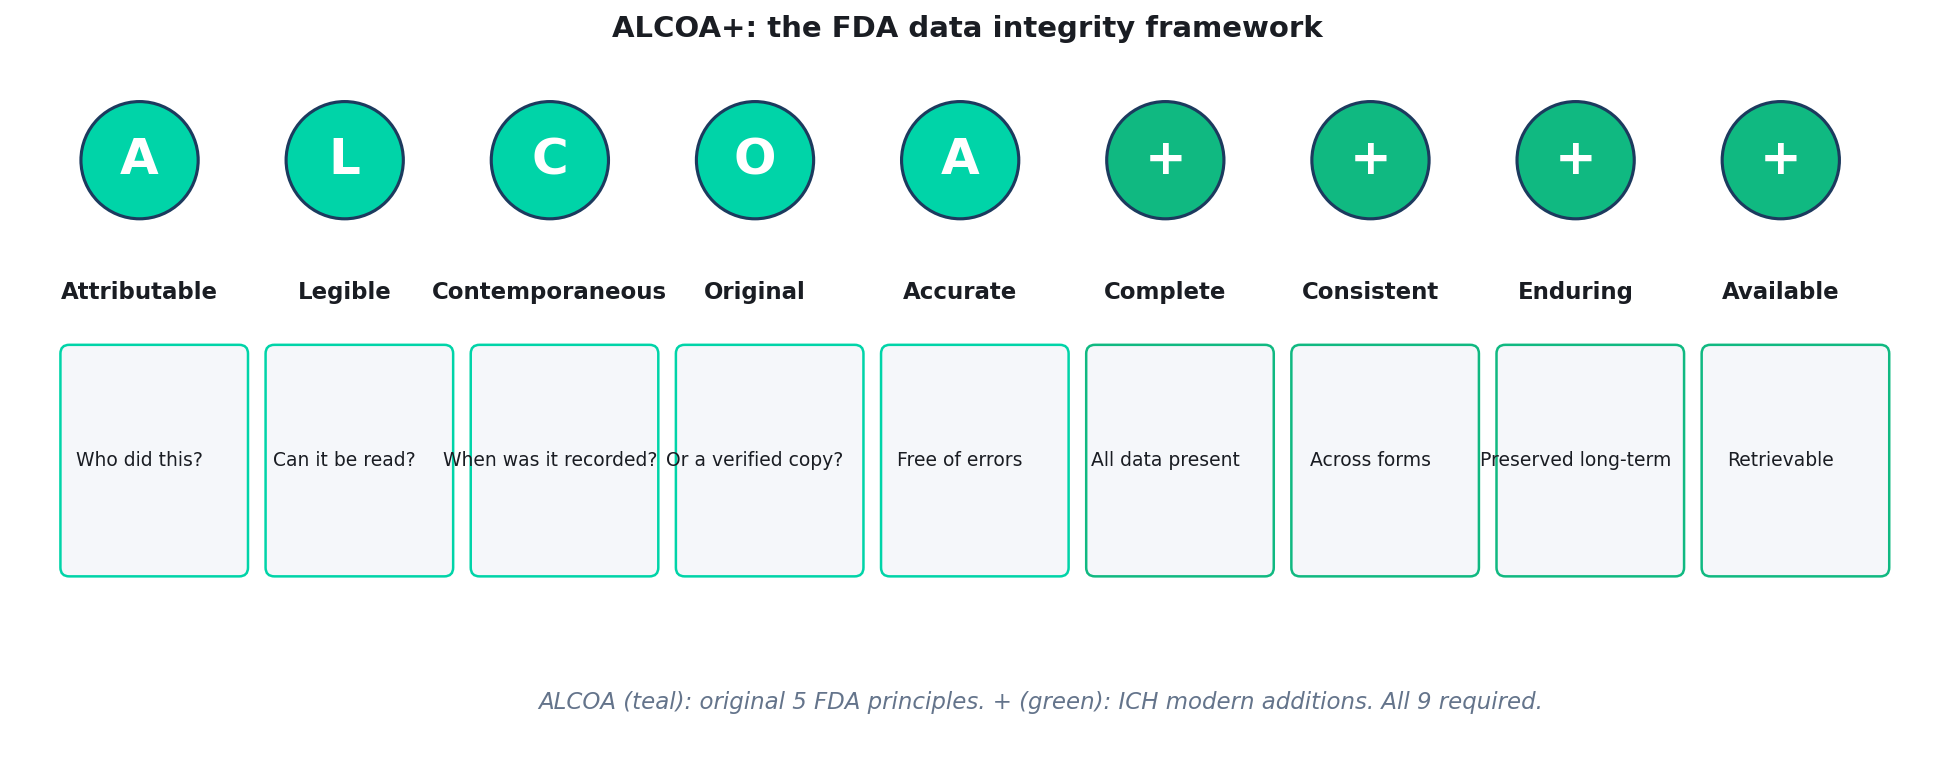 ALCOA+: the FDA data integrity framework
A L C O A + + + +
Attributable Legible Contemporaneous Original Accurate Complete Consistent Enduring Available
Who did this? Can it be read? When was it recorded? Or a verified copy? Free of errors All data present Across forms Preserved long-term Retrievable
ALCOA (teal): original 5 FDA principles. + (green): ICH modern additions. All 9 required.